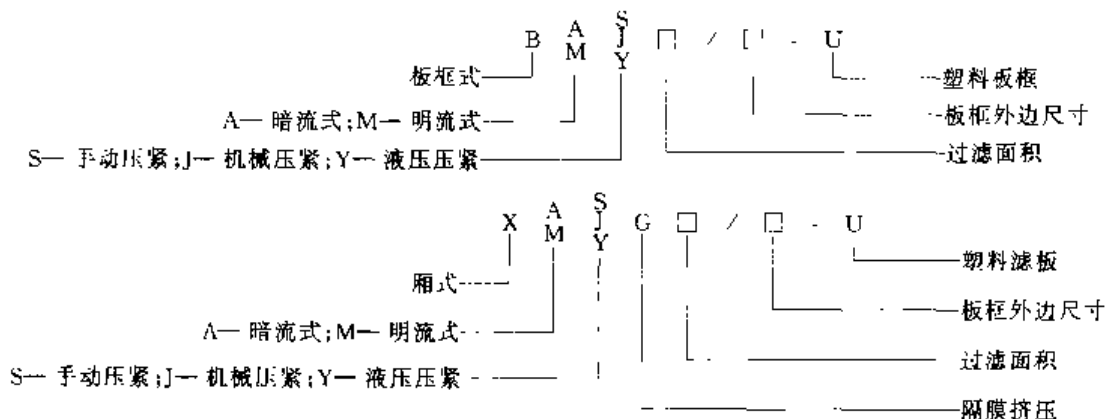 S
A J
B M Y □ / □ - U
板框式 塑料板框
A—暗流式;M—明流式 板框外边尺寸
S—手动压紧;J—机械压紧;Y—液压压紧 过滤面积
S
A J
X M Y G □ / □ - U
厢式 塑料滤板
A—暗流式;M—明流式 板框外边尺寸
S—手动压紧;J—机械压紧;Y—液压压紧 过滤面积
隔膜挤压